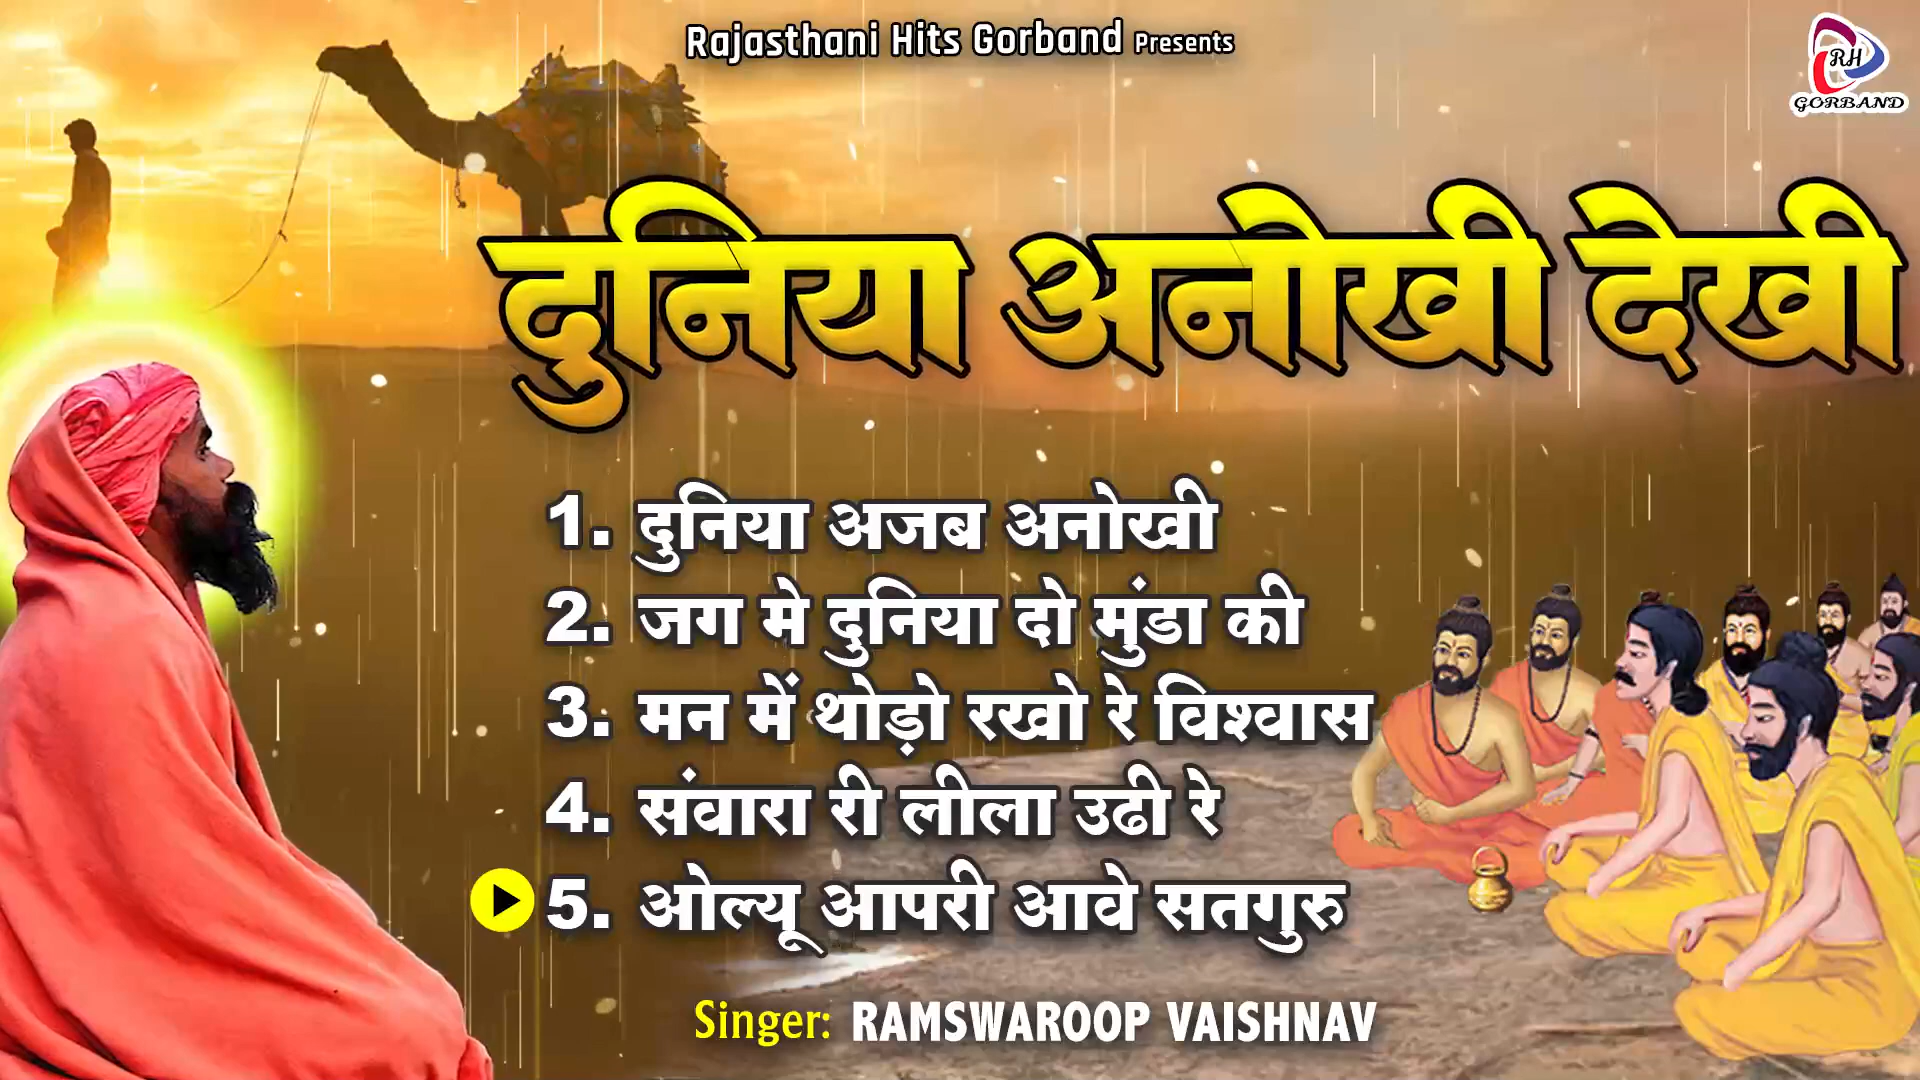 Rajasthani Hits Gorband Presents
RH
GORBAND
दुनिया अनोखी देखी
1. दुनिया अजब अनोखी
2. जग मे दुनिया दो मुंडा की
3. मन में थोड़ो रखो रे विश्वास
4. संवारा री लीला उढी रे
5. ओल्यू आपरी आवे सतगुरु
Singer: RAMSWAROOP VAISHNAV